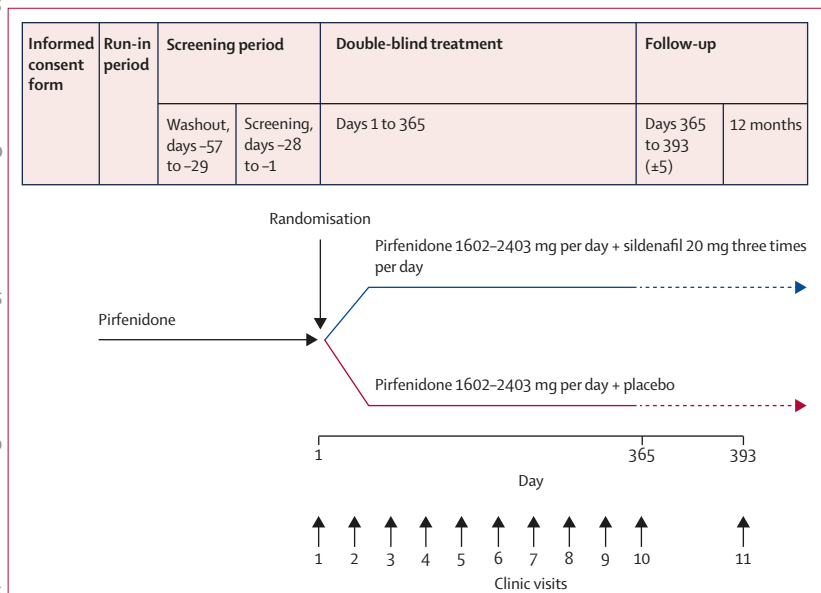 Informed consent form
Run-in period
Screening period
Double-blind treatment
Follow-up
Washout, days –57 to –29
Screening, days –28 to –1
Days 1 to 365
Days 365 to 393 (±5)
12 months
Randomisation
Pirfenidone 1602–2403 mg per day + sildenafil 20 mg three times
per day
Pirfenidone
Pirfenidone 1602–2403 mg per day + placebo
1 365 393
Day
1 2 3 4 5 6 7 8 9 10 11
Clinic visits